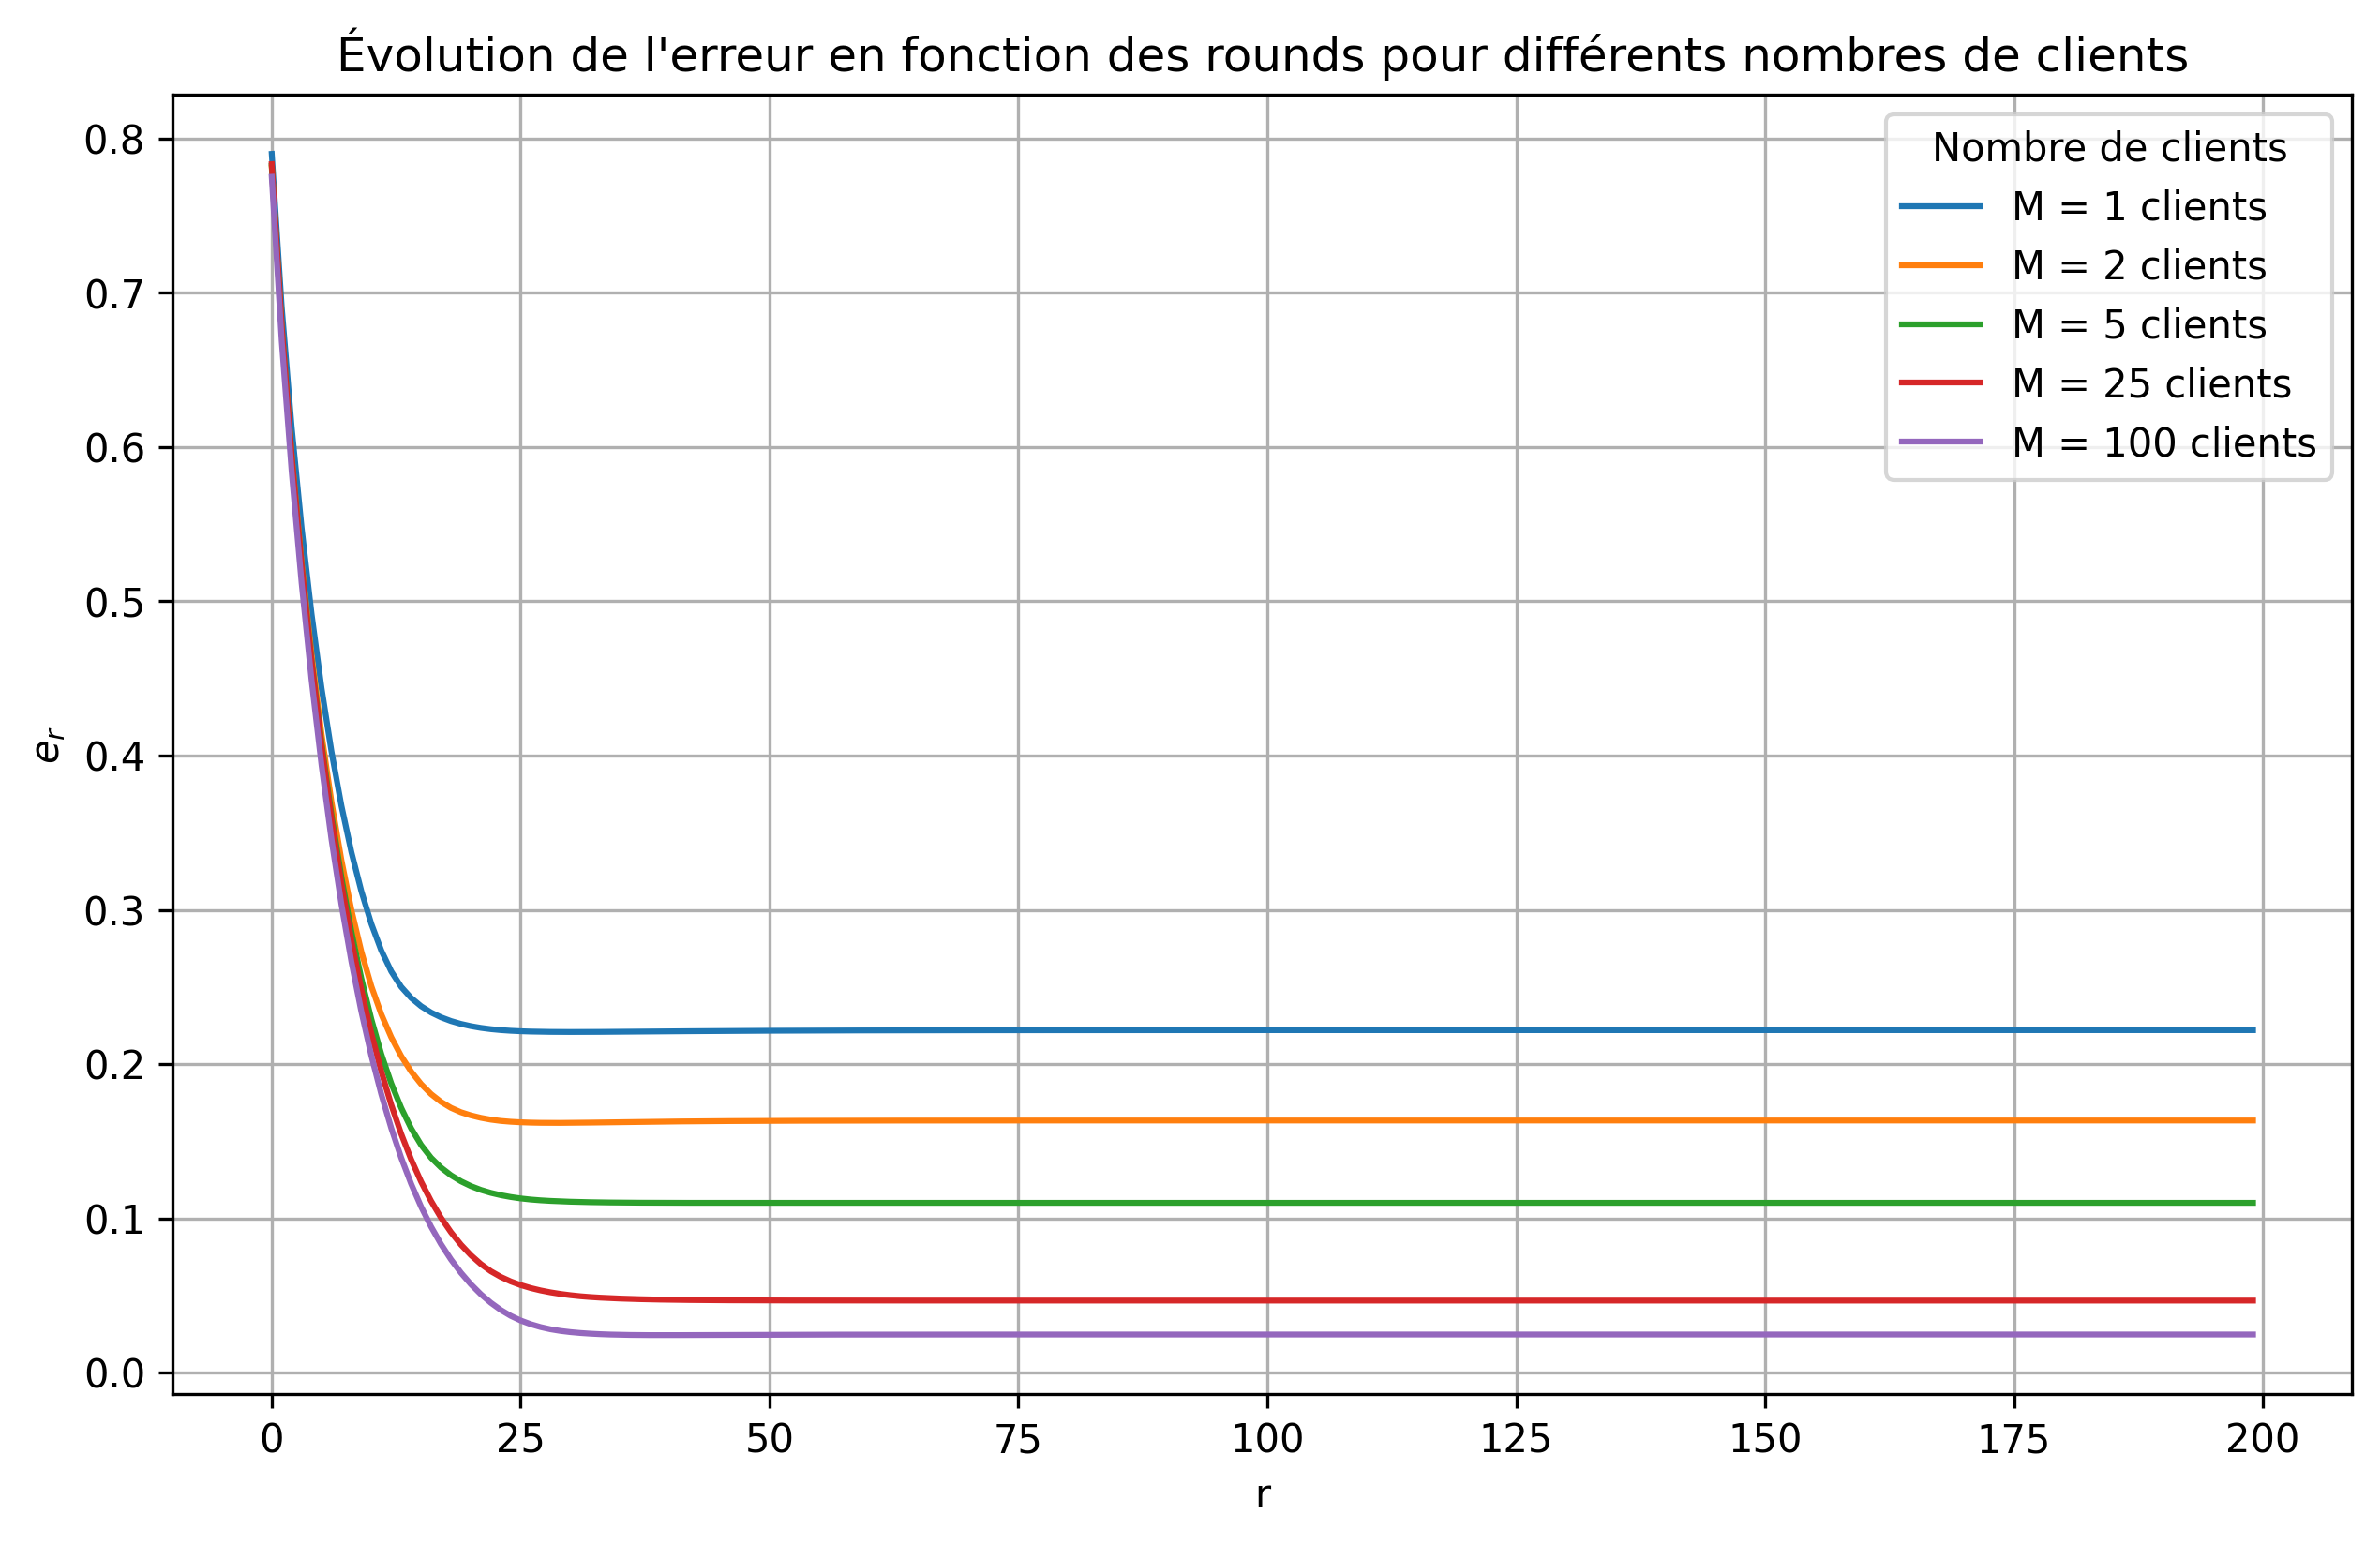 Évolution de l'erreur en fonction des rounds pour différents nombres de clients
0.8
0.7
0.6
0.5
0.4
0.3
0.2
0.1
0.0
e_r
Nombre de clients
M = 1 clients
M = 2 clients
M = 5 clients
M = 25 clients
M = 100 clients
0 25 50 75 100 125 150 175 200
r